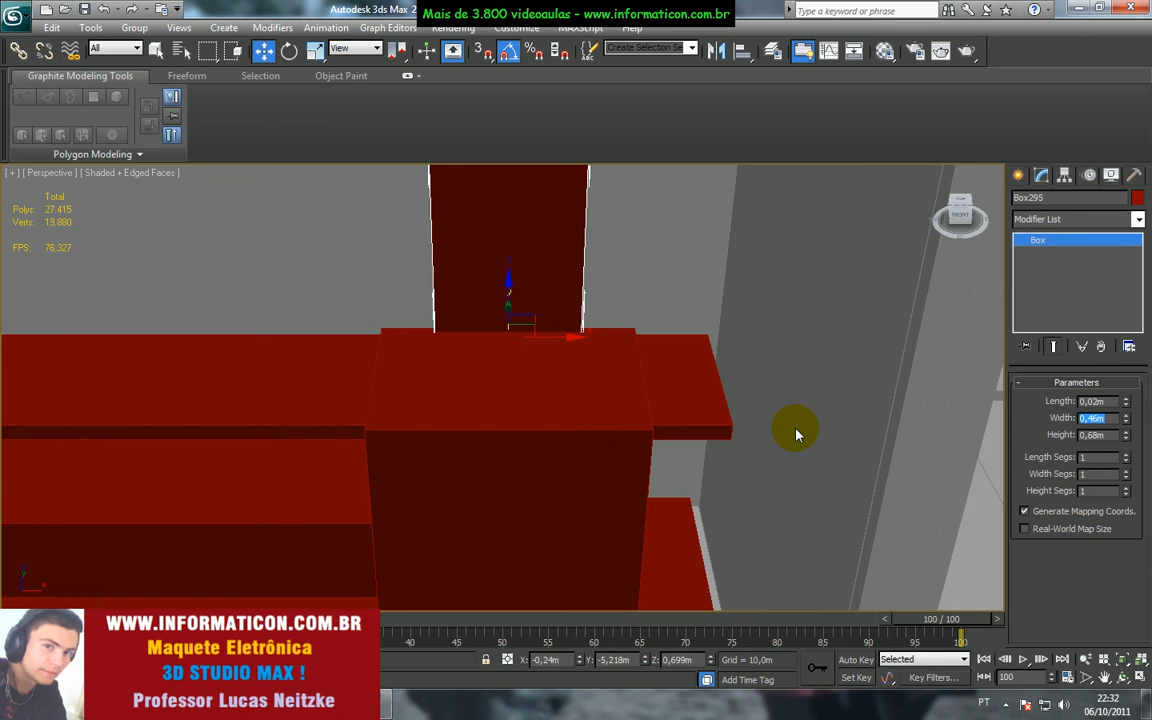 Autodesk 3ds Max 2
Mais de 3.800 videoaulas - www.informaticon.com.br
Type a keyword or phrase
Edit Tools Group Views Create Modifiers Animation Graph Editors Rendering Customize MAXScript Help
All
View
Create Selection Se
Graphite Modeling Tools Freeform Selection Object Paint
Polygon Modeling
[ + ] [ Perspective ] [ Shaded + Edged Faces ]
Total
Polys: 27.415
Verts: 19.880
FPS: 76,327
TOP
FRONT
Box295
Modifier List
Box
Parameters
Length: 0,02m
Width: 0,46m
Height: 0,68m
Length Segs: 1
Width Segs: 1
Height Segs: 1
Generate Mapping Coords.
Real-World Map Size
100 / 100
40 45 50 55 60 65 70 75 80 85 90 95 100
X: -0,24m Y: -5,218m Z: 0,699m Grid = 10,0m
Auto Key Selected
Add Time Tag
Set Key Key Filters... 100
WWW.INFORMATICON.COM.BR
Maquete Eletrônica
3D STUDIO MAX !
Professor Lucas Neitzke
PT
22:32
06/10/2011